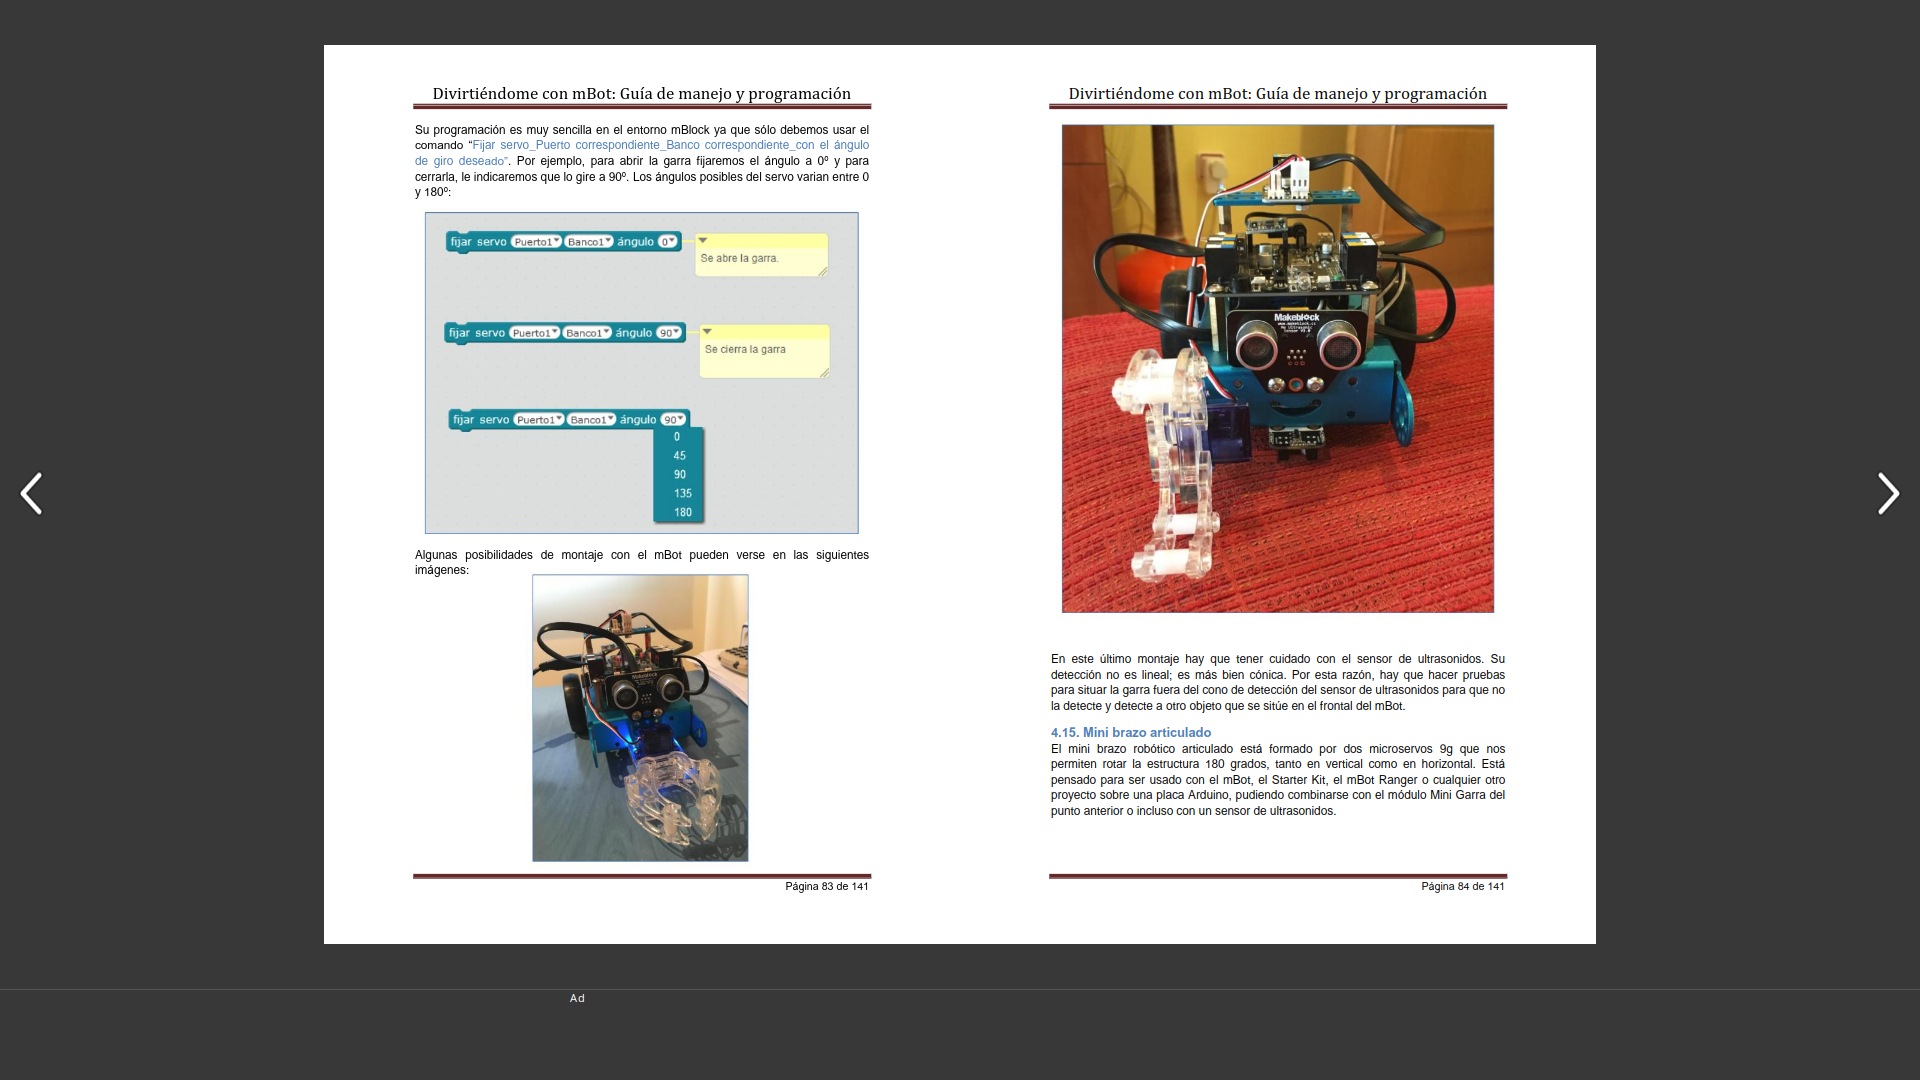 Divirtiéndome con mBot: Guía de manejo y programación
Su programación es muy sencilla en el entorno mBlock ya que sólo debemos usar el
comando “Fijar servo_Puerto correspondiente_Banco correspondiente_con el ángulo
de giro deseado”. Por ejemplo, para abrir la garra fijaremos el ángulo a 0º y para
cerrarla, le indicaremos que lo gire a 90º. Los ángulos posibles del servo varian entre 0
y 180º:
fijar servo Puerto1 Banco1 ángulo 0
Se abre la garra.
fijar servo Puerto1 Banco1 ángulo 90
Se cierra la garra
fijar servo Puerto1 Banco1 ángulo 90
0
45
90
135
180
Algunas posibilidades de montaje con el mBot pueden verse en las siguientes
imágenes:
Makeblock
Página 83 de 141
Divirtiéndome con mBot: Guía de manejo y programación
Makeblock
www.makeblock.cc
Me Ultrasonic
Sensor V3.0
En este último montaje hay que tener cuidado con el sensor de ultrasonidos. Su
detección no es lineal; es más bien cónica. Por esta razón, hay que hacer pruebas
para situar la garra fuera del cono de detección del sensor de ultrasonidos para que no
la detecte y detecte a otro objeto que se sitúe en el frontal del mBot.
4.15. Mini brazo articulado
El mini brazo robótico articulado está formado por dos microservos 9g que nos
permiten rotar la estructura 180 grados, tanto en vertical como en horizontal. Está
pensado para ser usado con el mBot, el Starter Kit, el mBot Ranger o cualquier otro
proyecto sobre una placa Arduino, pudiendo combinarse con el módulo Mini Garra del
punto anterior o incluso con un sensor de ultrasonidos.
Página 84 de 141
Ad